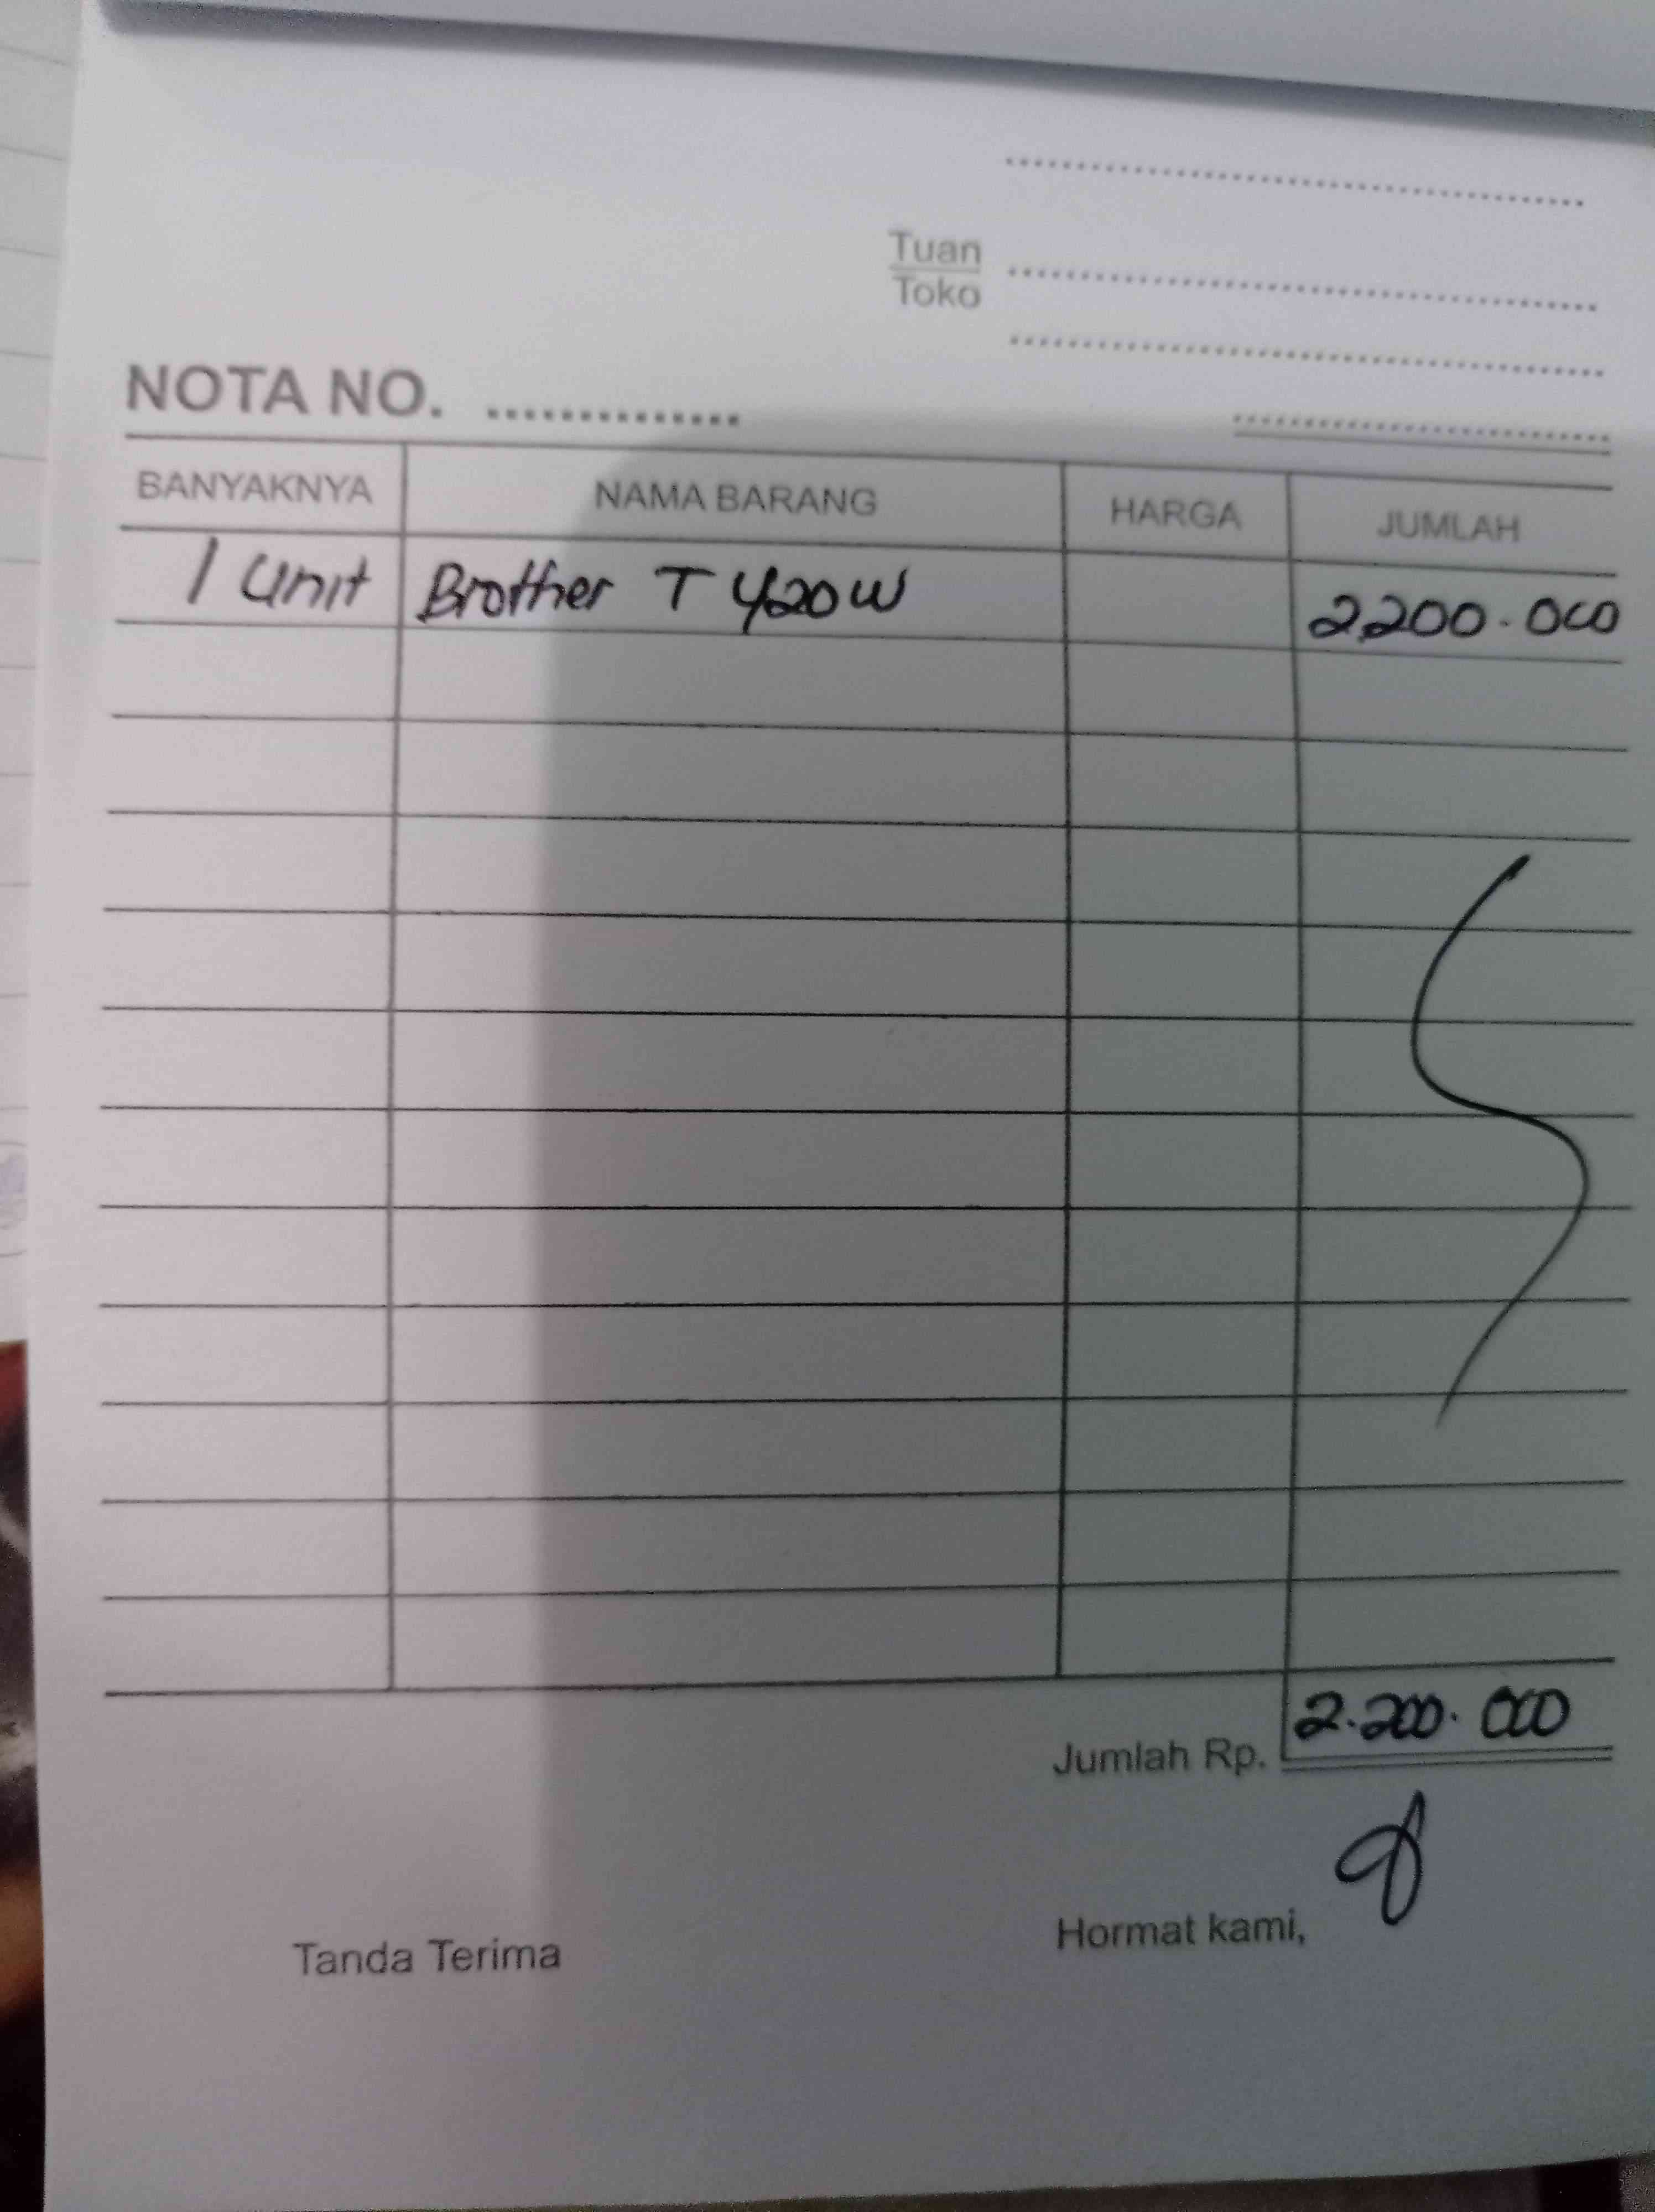 Tuan
Toko
NOTA NO. ..............
BANYAKNYA NAMA BARANG HARGA JUMLAH
1 Unit Brother T 420W 2.200.000
Jumlah Rp. 2.200.000
Tanda Terima Hormat kami,